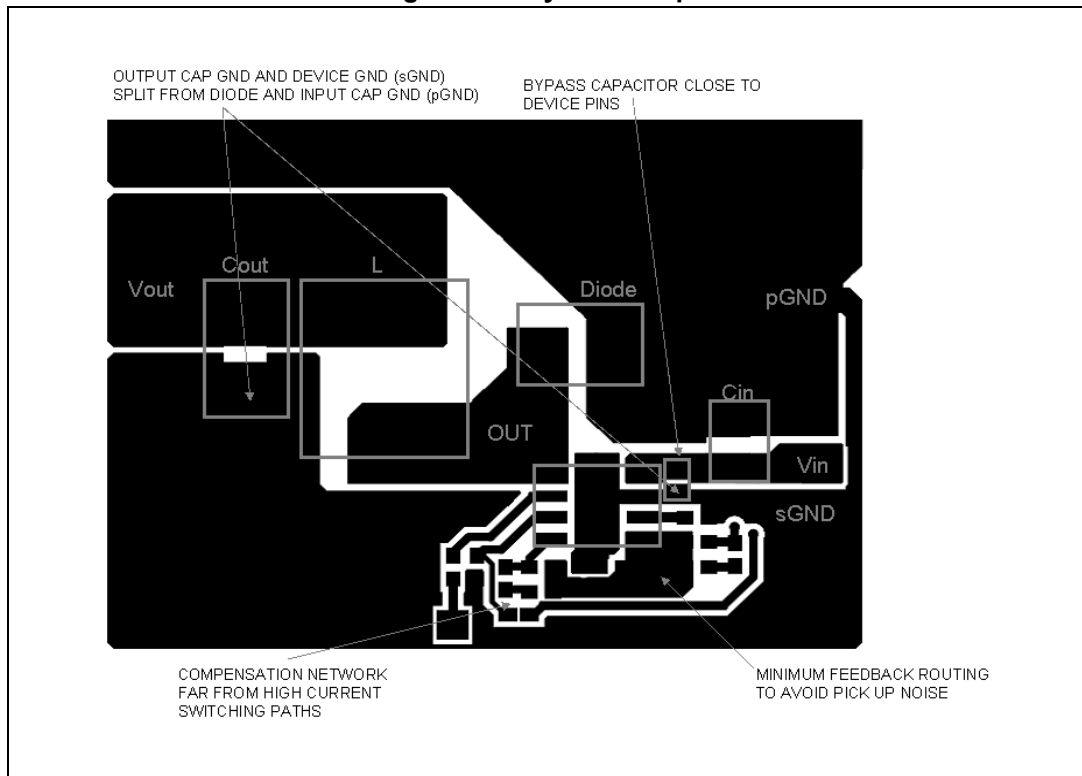 OUTPUT CAP GND AND DEVICE GND (sGND)
SPLIT FROM DIODE AND INPUT CAP GND (pGND)
BYPASS CAPACITOR CLOSE TO
DEVICE PINS
Cout
L
Vout
Diode
pGND
Cin
OUT
Vin
sGND
COMPENSATION NETWORK
FAR FROM HIGH CURRENT
SWITCHING PATHS
MINIMUM FEEDBACK ROUTING
TO AVOID PICK UP NOISE